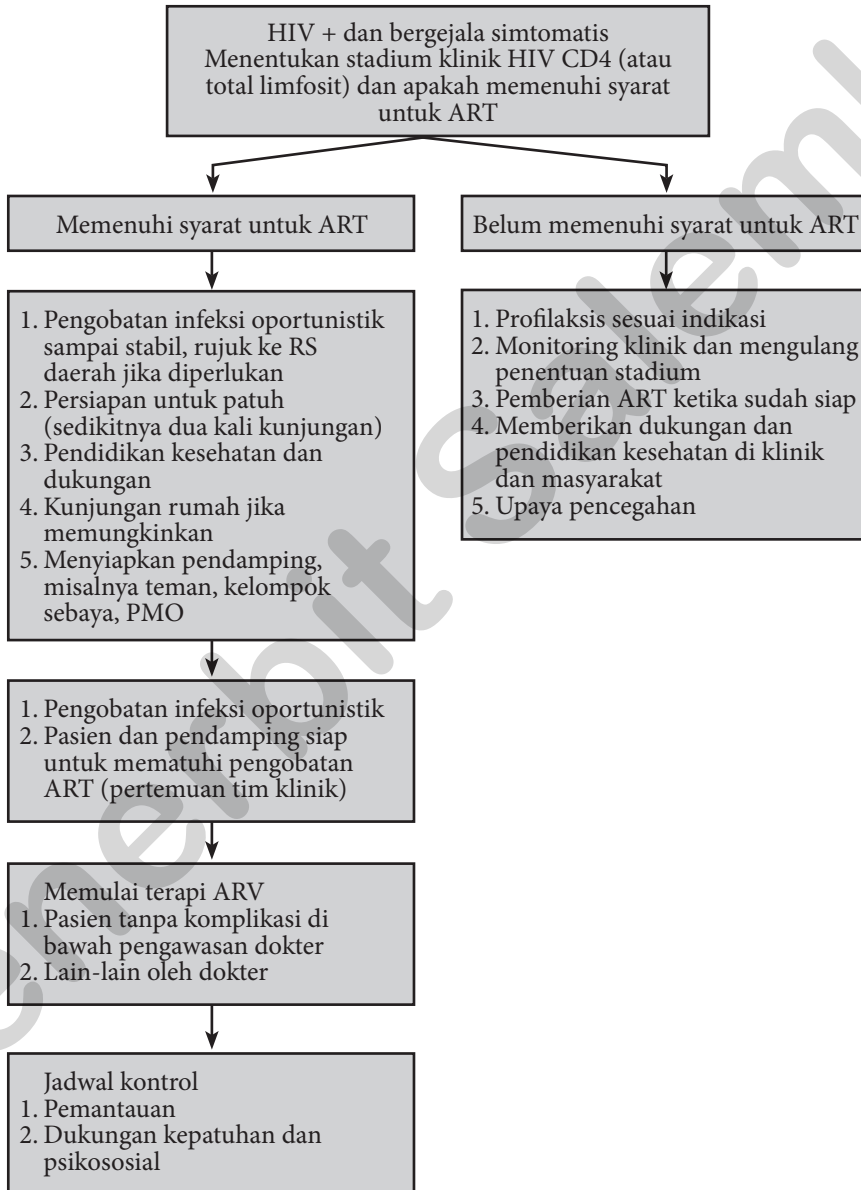 HIV + dan bergejala simtomatis
Menentukan stadium klinik HIV CD4 (atau
total limfosit) dan apakah memenuhi syarat
untuk ART
Memenuhi syarat untuk ART
Belum memenuhi syarat untuk ART
1. Pengobatan infeksi oportunistik
sampai stabil, rujuk ke RS
daerah jika diperlukan
2. Persiapan untuk patuh
(sedikitnya dua kali kunjungan)
3. Pendidikan kesehatan dan
dukungan
4. Kunjungan rumah jika
memungkinkan
5. Menyiapkan pendamping,
misalnya teman, kelompok
sebaya, PMO
1. Profilaksis sesuai indikasi
2. Monitoring klinik dan mengulang
penentuan stadium
3. Pemberian ART ketika sudah siap
4. Memberikan dukungan dan
pendidikan kesehatan di klinik
dan masyarakat
5. Upaya pencegahan
1. Pengobatan infeksi oportunistik
2. Pasien dan pendamping siap
untuk mematuhi pengobatan
ART (pertemuan tim klinik)
Memulai terapi ARV
1. Pasien tanpa komplikasi di
bawah pengawasan dokter
2. Lain-lain oleh dokter
Jadwal kontrol
1. Pemantauan
2. Dukungan kepatuhan dan
psikososial
enerbit Salem